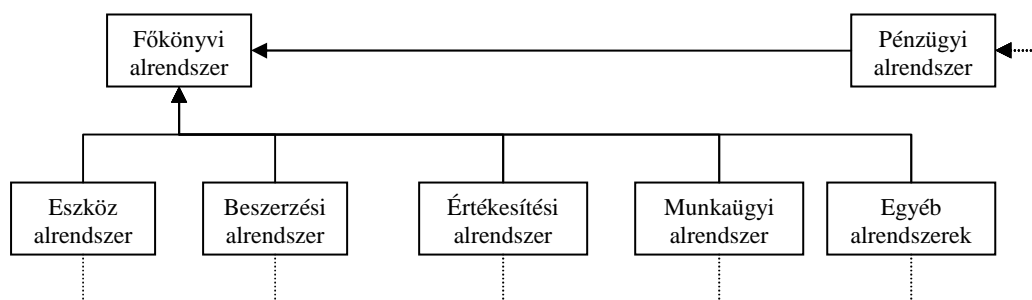 Főkönyvi
alrendszer
Pénzügyi
alrendszer
Eszköz
alrendszer
Beszerzési
alrendszer
Értékesítési
alrendszer
Munkaügyi
alrendszer
Egyéb
alrendszerek